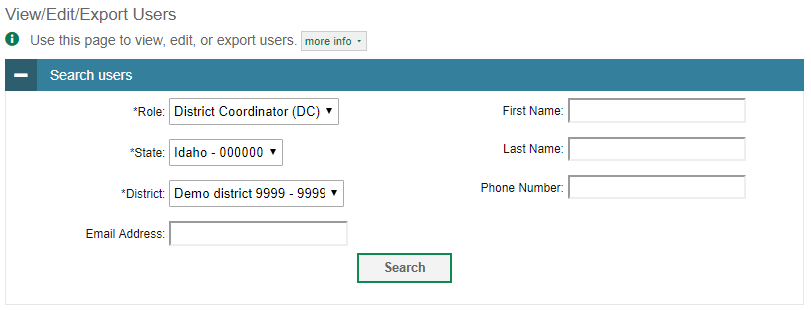 View/Edit/Export Users
Use this page to view, edit, or export users. more info
Search users
*Role: District Coordinator (DC)
First Name:
*State: Idaho - 000000
Last Name:
*District: Demo district 9999 - 9999
Phone Number:
Email Address:
Search